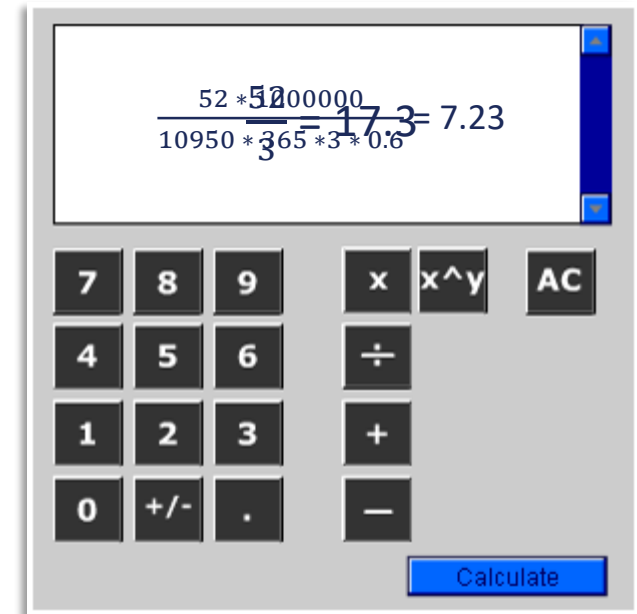 52 * 1000000
10950 * 365 * 3 * 0.6
= 7.23
52
3
= 17.3
7 8 9 x x^y AC
4 5 6 ÷
1 2 3 +
0 +/- . −
Calculate